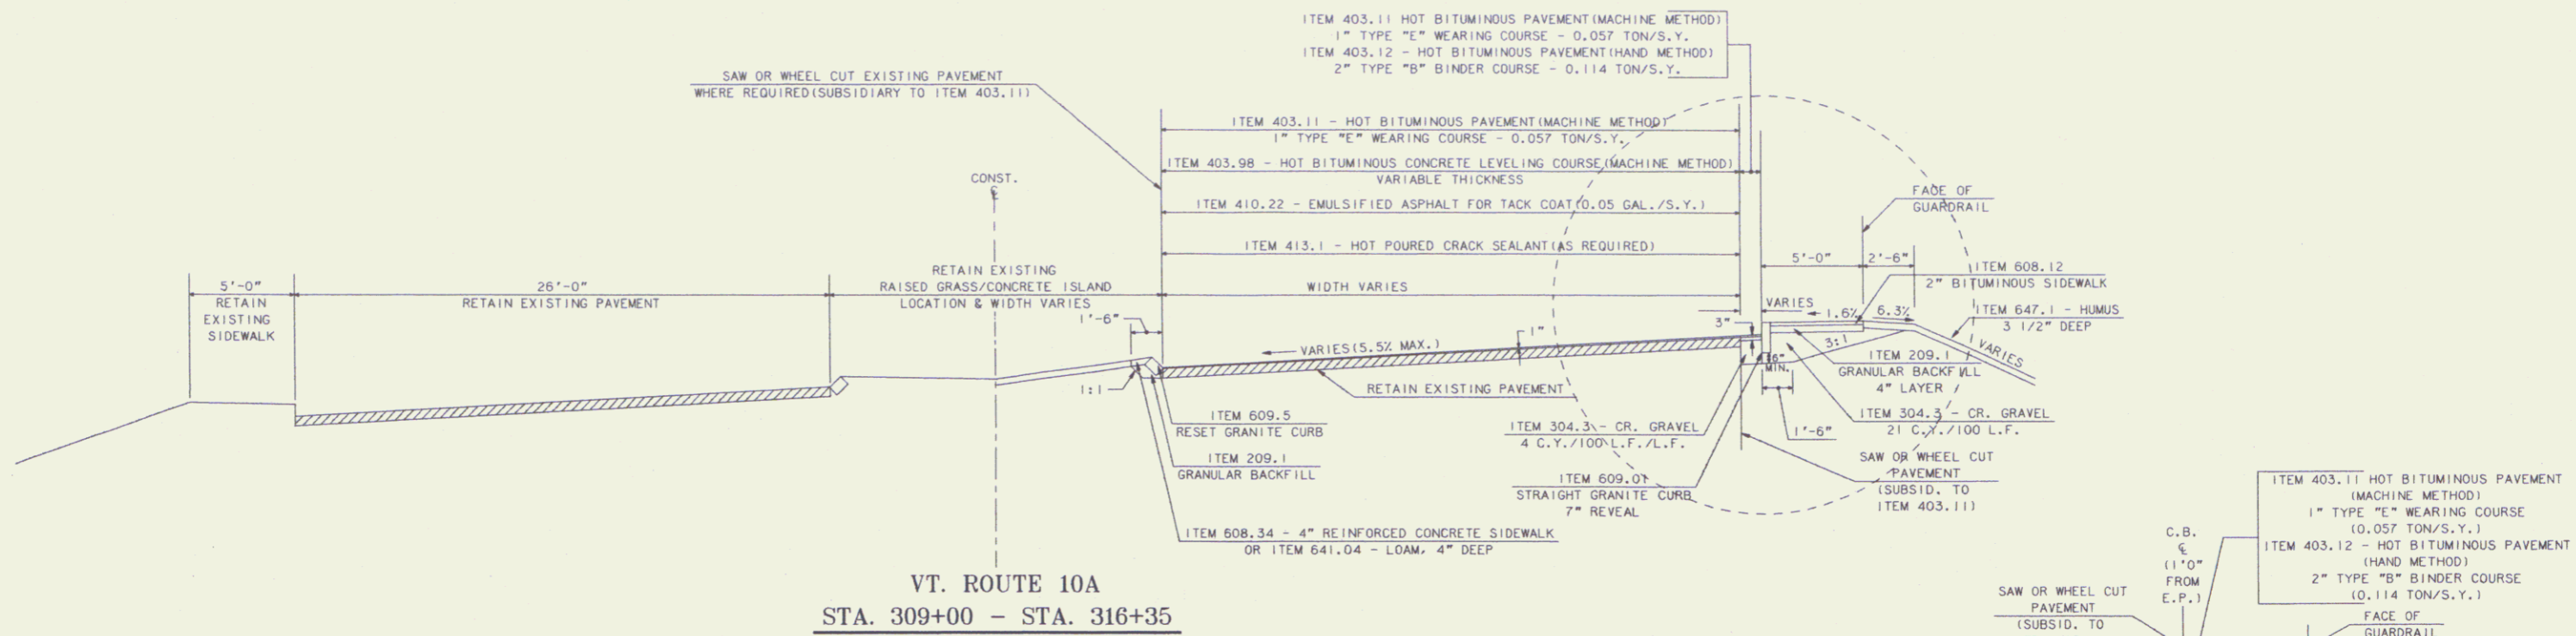 ITEM 403.11 HOT BITUMINOUS PAVEMENT (MACHINE METHOD)
1" TYPE "E" WEARING COURSE - 0.057 TON/S.Y.
ITEM 403.12 - HOT BITUMINOUS PAVEMENT (HAND METHOD)
2" TYPE "B" BINDER COURSE - 0.114 TON/S.Y.
SAW OR WHEEL CUT EXISTING PAVEMENT
WHERE REQUIRED (SUBSIDIARY TO ITEM 403.11)
ITEM 403.11 - HOT BITUMINOUS PAVEMENT (MACHINE METHOD)
1" TYPE "E" WEARING COURSE - 0.057 TON/S.Y.
ITEM 403.98 - HOT BITUMINOUS CONCRETE LEVELING COURSE (MACHINE METHOD)
VARIABLE THICKNESS
ITEM 410.22 - EMULSIFIED ASPHALT FOR TACK COAT (0.05 GAL./S.Y.)
ITEM 413.1 - HOT POURED CRACK SEALANT (AS REQUIRED)
WIDTH VARIES
CONST.
℄
5'-0"
RETAIN
EXISTING
SIDEWALK
26'-0"
RETAIN EXISTING PAVEMENT
RETAIN EXISTING
RAISED GRASS/CONCRETE ISLAND
LOCATION & WIDTH VARIES
1'-6"
1:1
VARIES (5.5% MAX.)
1"
3"
VARIES
RETAIN EXISTING PAVEMENT
FACE OF
GUARDRAIL
5'-0"
2'-6"
1.6%
6.3%
ITEM 608.12
2" BITUMINOUS SIDEWALK
ITEM 647.1 - HUMUS
3 1/2" DEEP
VARIES
3:1
6"
MIN.
ITEM 209.1
GRANULAR BACKFILL
4" LAYER
ITEM 304.3 - CR. GRAVEL
21 C.Y./100 L.F.
1'-6"
ITEM 609.5
RESET GRANITE CURB
ITEM 209.1
GRANULAR BACKFILL
ITEM 608.34 - 4" REINFORCED CONCRETE SIDEWALK
OR ITEM 641.04 - LOAM, 4" DEEP
ITEM 304.3 - CR. GRAVEL
4 C.Y./100 L.F./L.F.
ITEM 609.01
STRAIGHT GRANITE CURB
7" REVEAL
SAW OR WHEEL CUT
PAVEMENT
(SUBSID. TO
ITEM 403.11)
VT. ROUTE 10A
STA. 309+00 - STA. 316+35
ITEM 403.11 HOT BITUMINOUS PAVEMENT
(MACHINE METHOD)
1" TYPE "E" WEARING COURSE
(0.057 TON/S.Y.)
ITEM 403.12 - HOT BITUMINOUS PAVEMENT
(HAND METHOD)
2" TYPE "B" BINDER COURSE
(0.114 TON/S.Y.)
C.B.
℄
(1'0"
FROM
E.P.)
SAW OR WHEEL CUT
PAVEMENT
(SUBSID. TO
FACE OF
GUARDRAIL